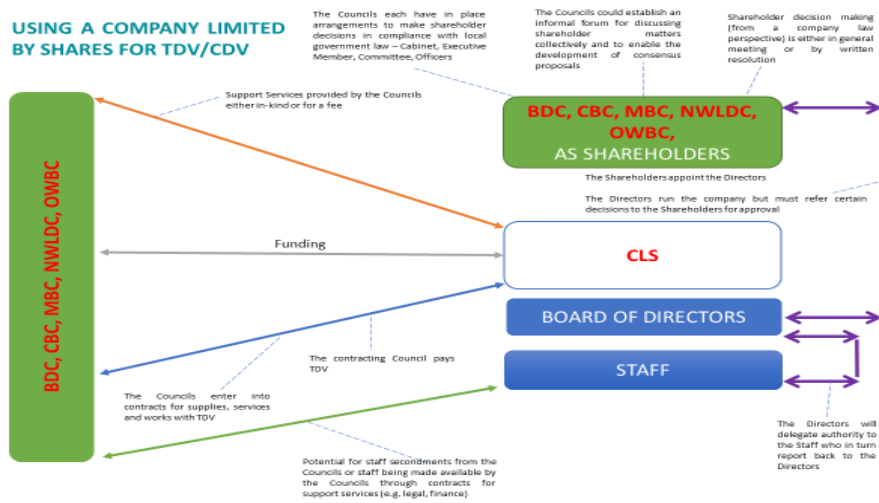 USING A COMPANY LIMITED
BY SHARES FOR TDV/CDV
The Councils each have in place
arrangements to make shareholder
decisions in compliance with local
government law – Cabinet, Executive
Member, Committee, Officers
The Councils could establish an
informal forum for discussing
shareholder matters
collectively and to enable the
development of consensus
proposals
Shareholder decision making
(from a company law
perspective) is either in general
meeting or by written
resolution
Support Services provided by the Councils
either in-kind or for a fee
BDC, CBC, MBC, NWLDC,
OWBC,
AS SHAREHOLDERS
The Shareholders appoint the Directors
The Directors run the company but must refer certain
decisions to the Shareholders for approval
BDC, CBC, MBC, NWLDC, OWBC
Funding
CLS
BOARD OF DIRECTORS
The contracting Council pays
TDV
STAFF
The Councils enter into
contracts for supplies, services
and works with TDV
The Directors will
delegate authority to
the Staff who in turn
report back to the
Directors
Potential for staff secondments from the
Councils or staff being made available by
the Councils through contracts for
support services (e.g. legal, finance)